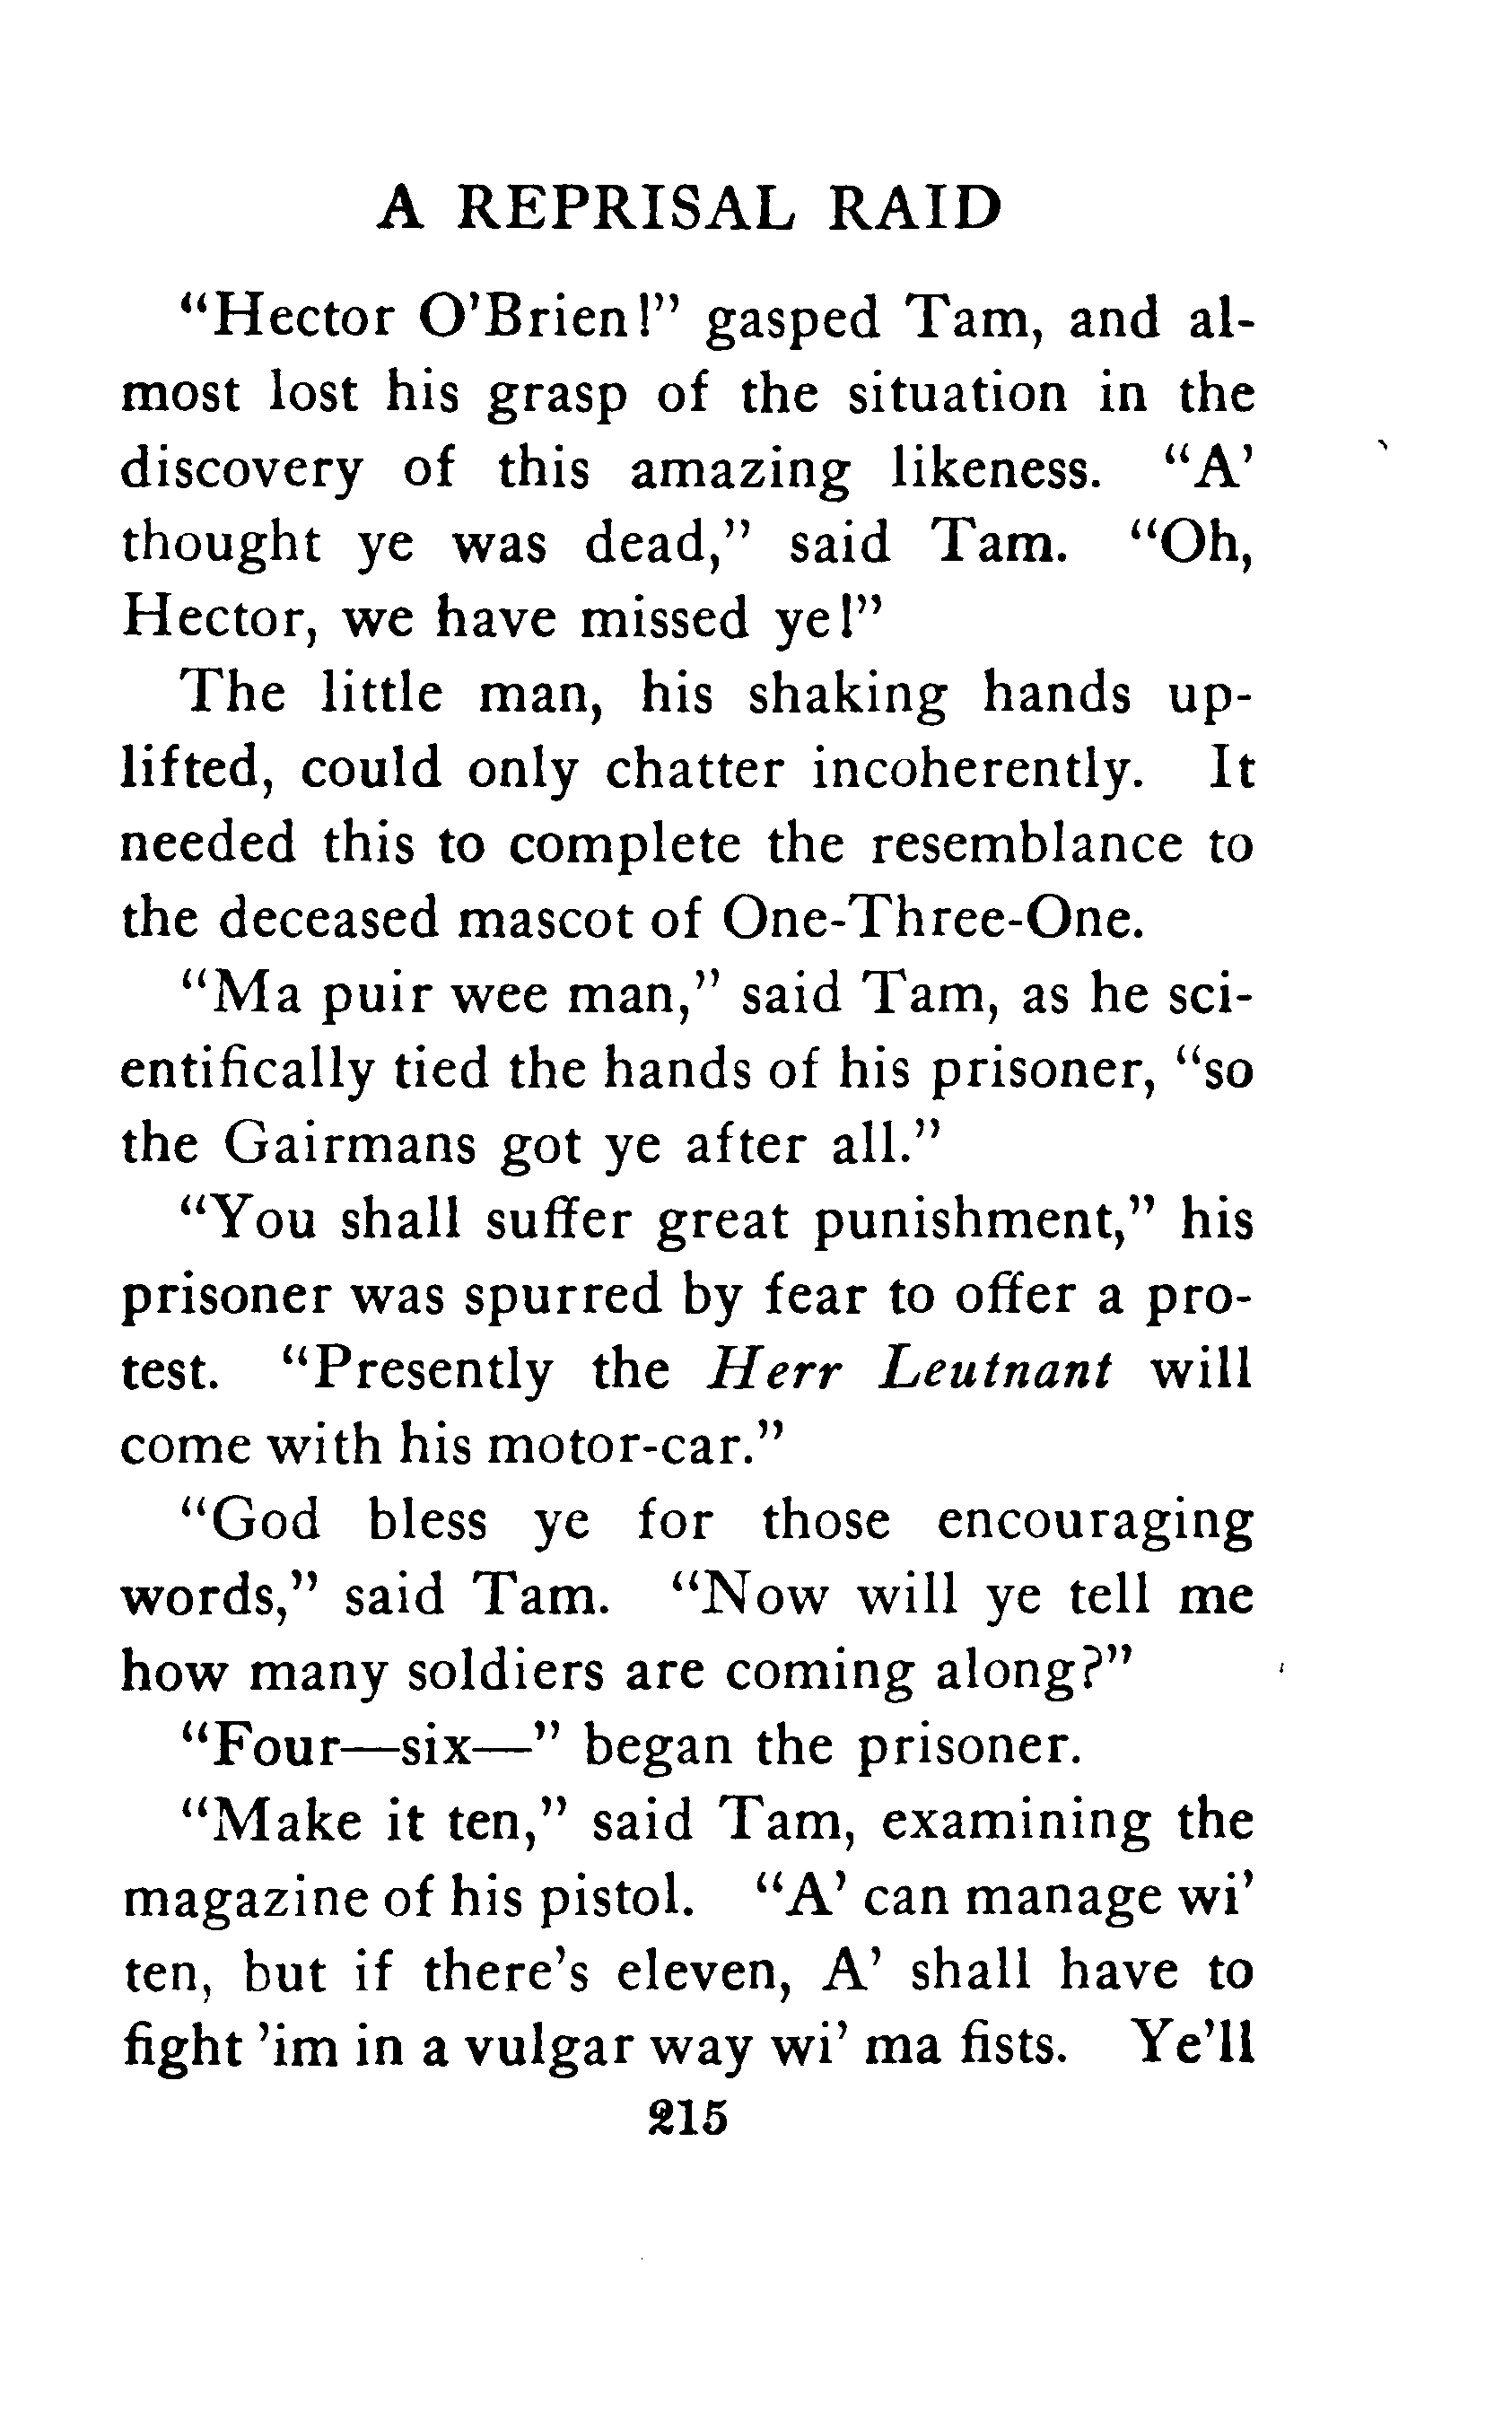 A REPRISAL RAID
"Hector O'Brien!" gasped Tam, and al-
most lost his grasp of the situation in the
discovery of this amazing likeness. "A'
thought ye was dead," said Tam. "Oh,
Hector, we have missed ye!"
The little man, his shaking hands up-
lifted, could only chatter incoherently. It
needed this to complete the resemblance to
the deceased mascot of One-Three-One.
"Ma puir wee man," said Tam, as he sci-
entifically tied the hands of his prisoner, "so
the Gairmans got ye after all."
"You shall suffer great punishment," his
prisoner was spurred by fear to offer a pro-
test. "Presently the Herr Leutnant will
come with his motor-car."
"God bless ye for those encouraging
words," said Tam. "Now will ye tell me
how many soldiers are coming along?"
"Four—six—" began the prisoner.
"Make it ten," said Tam, examining the
magazine of his pistol. "A' can manage wi'
ten, but if there's eleven, A' shall have to
fight 'im in a vulgar way wi' ma fists. Ye'll
215